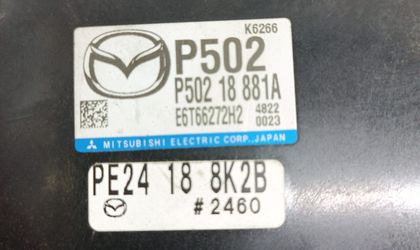 K6266
P502
P502 18 881A
E6T66272H2
4822
0023
MITSUBISHI ELECTRIC CORP., JAPAN
PE24 18 8K2B
#2460